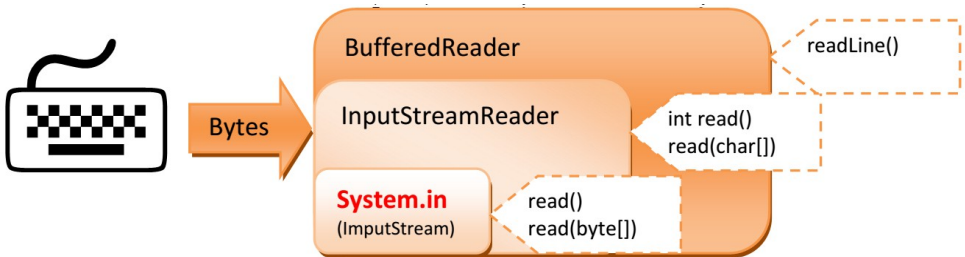 BufferedReader
readLine()
Bytes
InputStreamReader
int read()
read(char[])
System.in
(ImputStream)
read()
read(byte[])